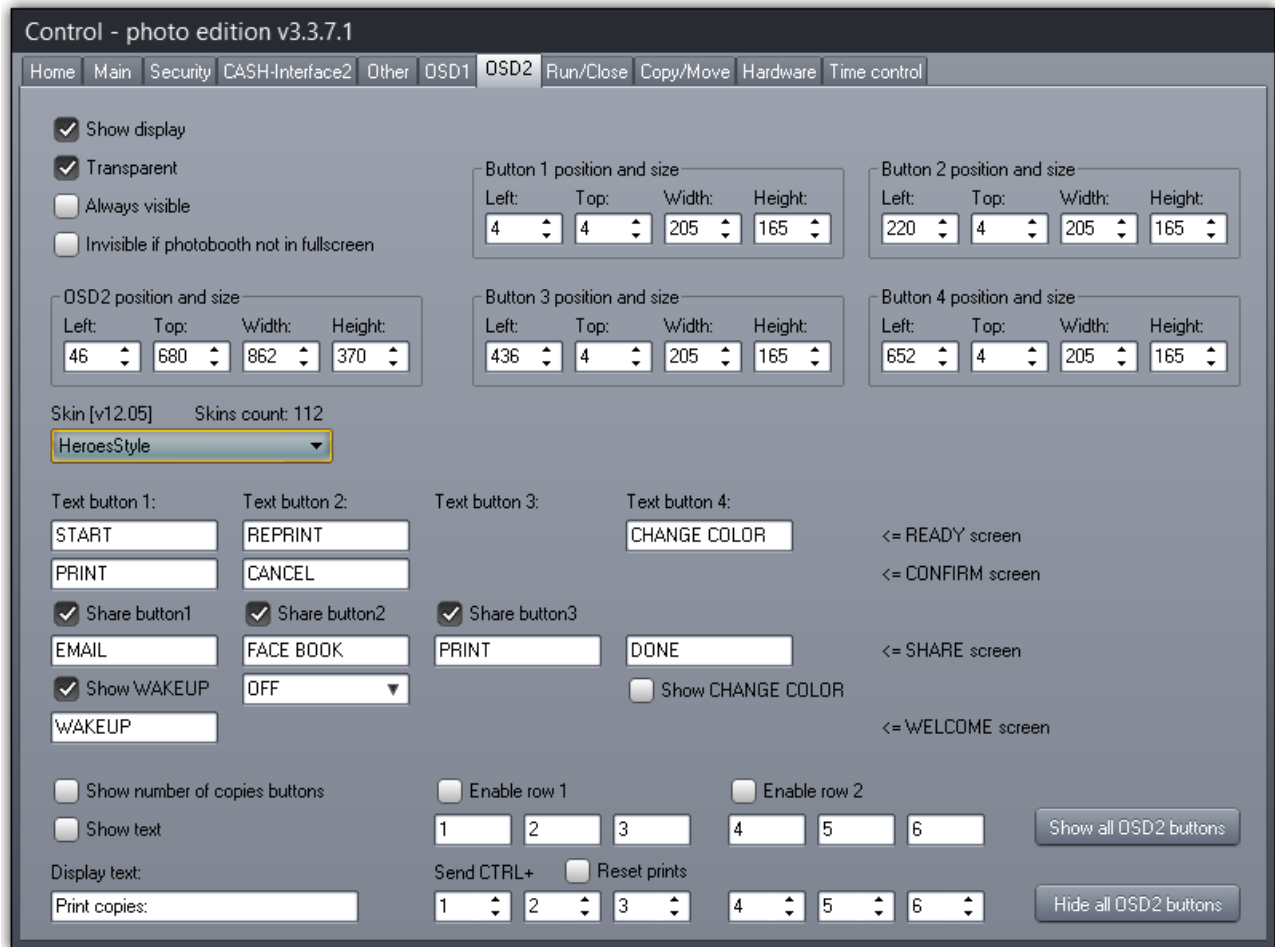 Control - photo edition v3.3.7.1
Home Main Security CASH-Interface2 Other OSD1 OSD2 Run/Close Copy/Move Hardware Time control
Show display
Transparent
Always visible
Invisible if photobooth not in fullscreen
Button 1 position and size
Left: Top: Width: Height:
4 4 205 165
Button 2 position and size
Left: Top: Width: Height:
220 4 205 165
OSD2 position and size
Left: Top: Width: Height:
46 680 862 370
Button 3 position and size
Left: Top: Width: Height:
436 4 205 165
Button 4 position and size
Left: Top: Width: Height:
652 4 205 165
Skin [v12.05] Skins count: 112
HeroesStyle
Text button 1: Text button 2: Text button 3: Text button 4:
START REPRINT CHANGE COLOR <= READY screen
PRINT CANCEL <= CONFIRM screen
Share button1 Share button2 Share button3
EMAIL FACE BOOK PRINT DONE <= SHARE screen
Show WAKEUP OFF Show CHANGE COLOR
WAKEUP <= WELCOME screen
Show number of copies buttons Enable row 1 Enable row 2
Show text 1 2 3 4 5 6 Show all OSD2 buttons
Display text: Send CTRL+ Reset prints
Print copies: 1 2 3 4 5 6 Hide all OSD2 buttons